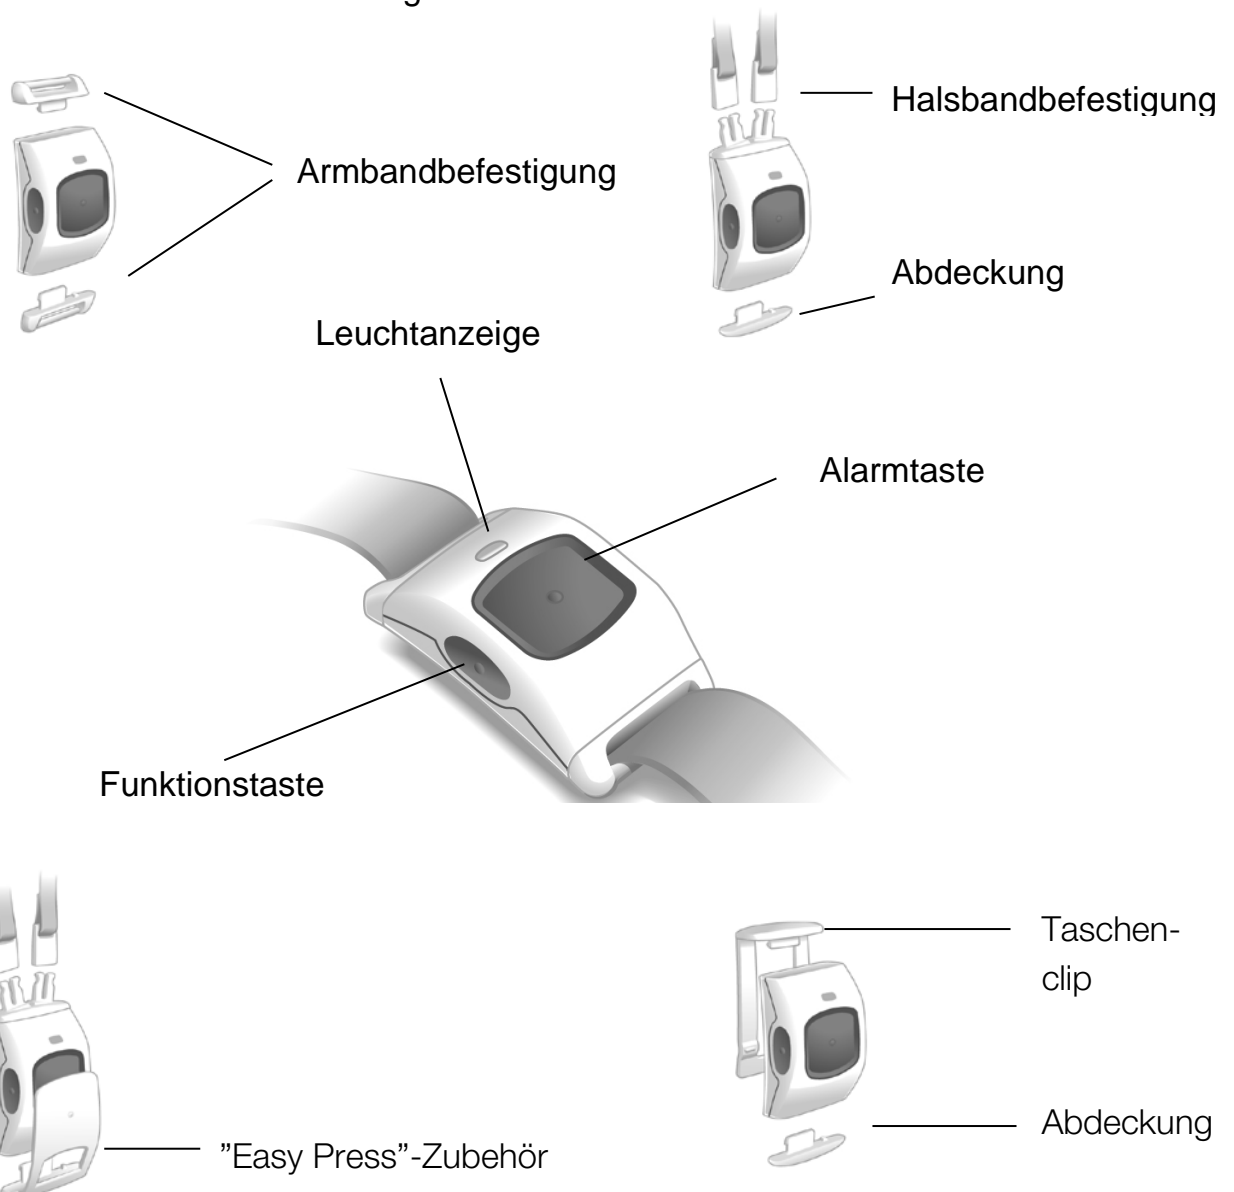 Halsbandbefestigung
Armbandbefestigung
Abdeckung
Leuchtanzeige
Alarmtaste
Funktionstaste
Taschen-
clip
Abdeckung
”Easy Press”-Zubehör